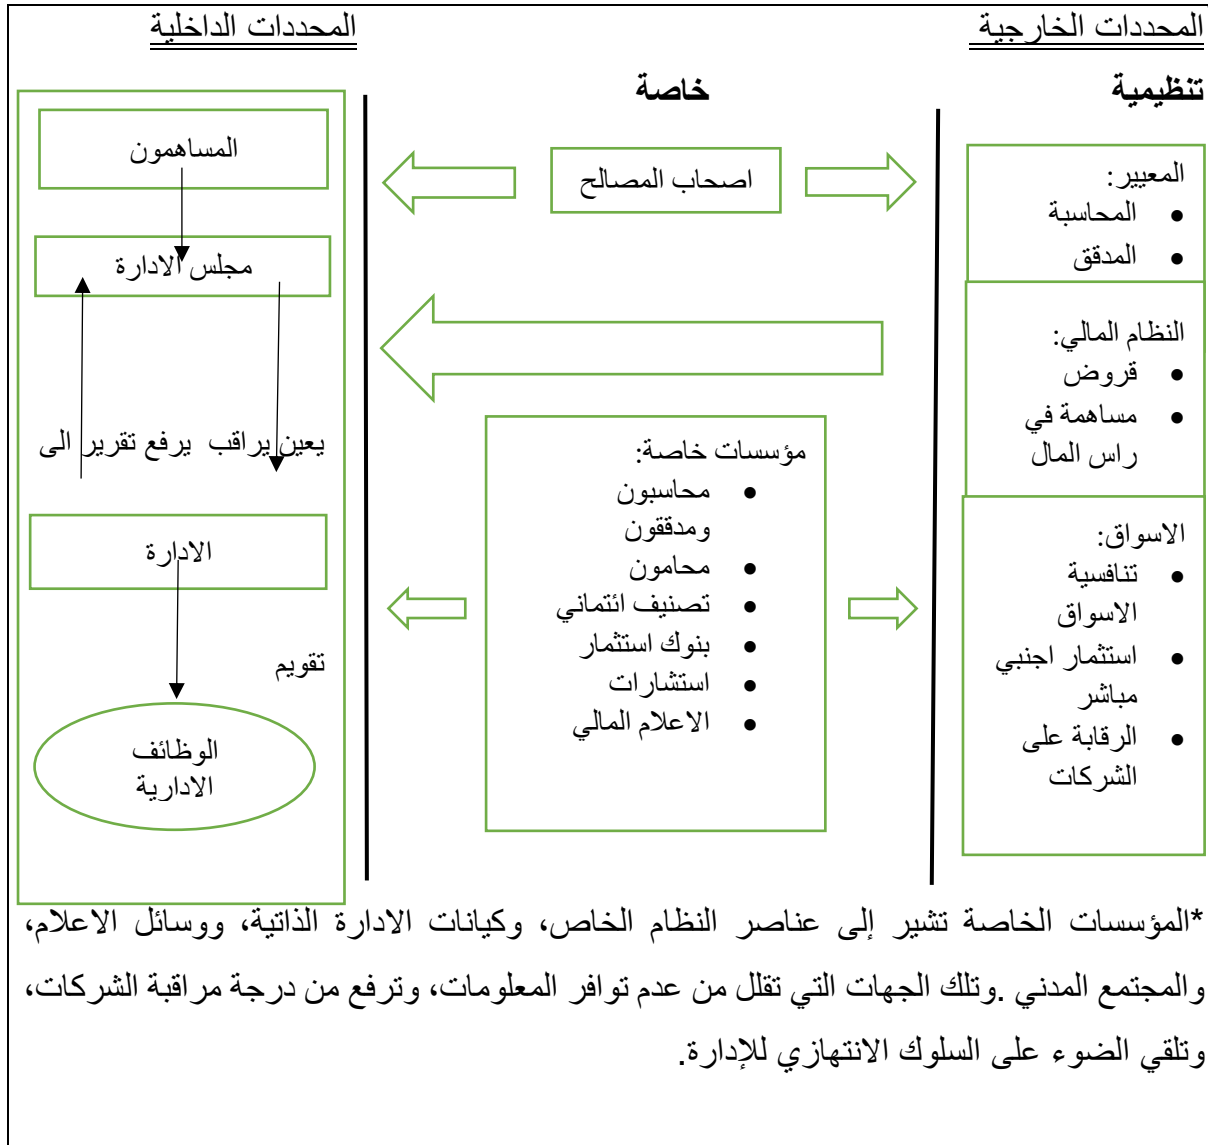 المحددات الخارجية
المحددات الداخلية
تنظيمية
خاصة
المعيير:
المحاسبة
المدقق
النظام المالي:
قروض
مساهمة في
راس المال
الاسواق:
تنافسية
الاسواق
استثمار اجنبي
مباشر
الرقابة على
الشركات
اصحاب المصالح
مؤسسات خاصة:
محاسبون
ومدققون
محامون
تصنيف ائتماني
بنوك استثمار
استشارات
الاعلام المالي
المساهمون
مجلس الادارة
يعين يراقب يرفع تقرير الى
الادارة
تقويم
الوظائف
الادارية
*المؤسسات الخاصة تشير إلى عناصر النظام الخاص، وكيانات الادارة الذاتية، ووسائل الاعلام،
والمجتمع المدني .وتلك الجهات التي تقلل من عدم توافر المعلومات، وترفع من درجة مراقبة الشركات،
وتلقي الضوء على السلوك الانتهازي للإدارة.